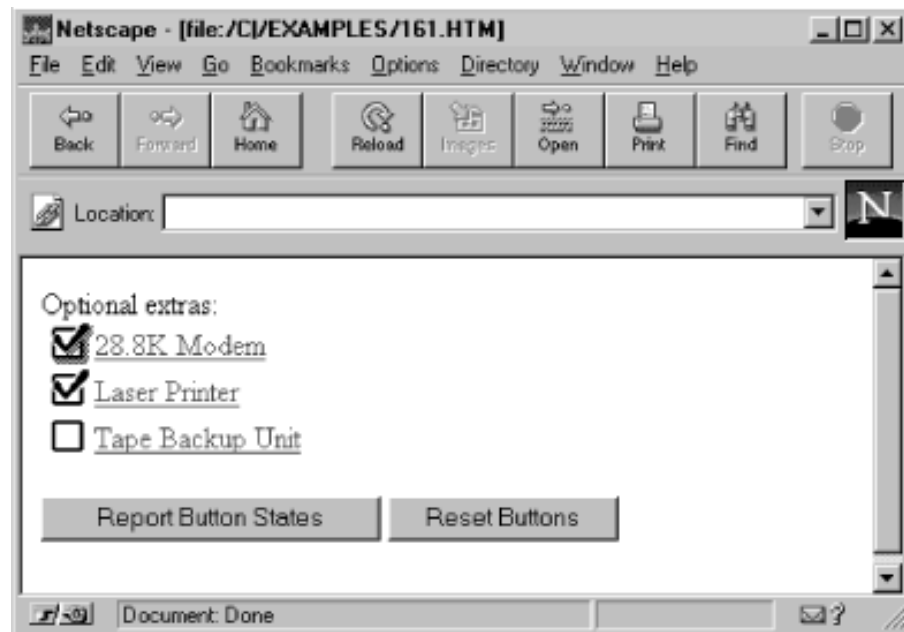 Netscape - [file:/C|/EXAMPLES/161.HTM]
File Edit View Go Bookmarks Options Directory Window Help
Back Forward Home Reload Images Open Print Find Stop
Location:
N
Optional extras:
28.8K Modem
Laser Printer
Tape Backup Unit
Report Button States Reset Buttons
Document: Done